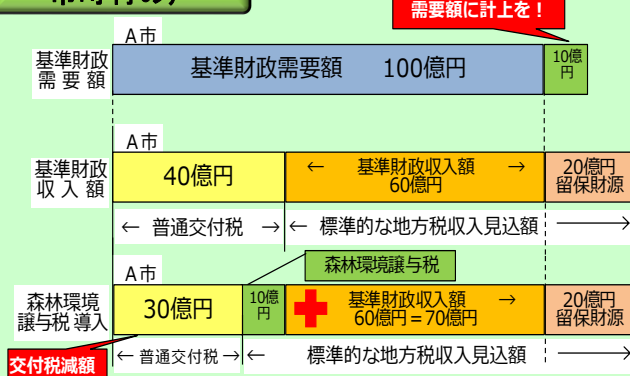 需要額に計上を！
A市
基準財政
需要額
基準財政需要額 100億円
10億
円
A市
基準財政
収入額
40億円
← 基準財政収入額 →
60億円
20億円
留保財源
← 普通交付税 →
← 標準的な地方税収入見込額 →
森林環境譲与税
A市
森林環境
譲与税導入
30億円
10億
円
基準財政収入額 →
60億円＝70億円
20億円
留保財源
交付税減額
←普通交付税→
← 標準的な地方税収入見込額 →